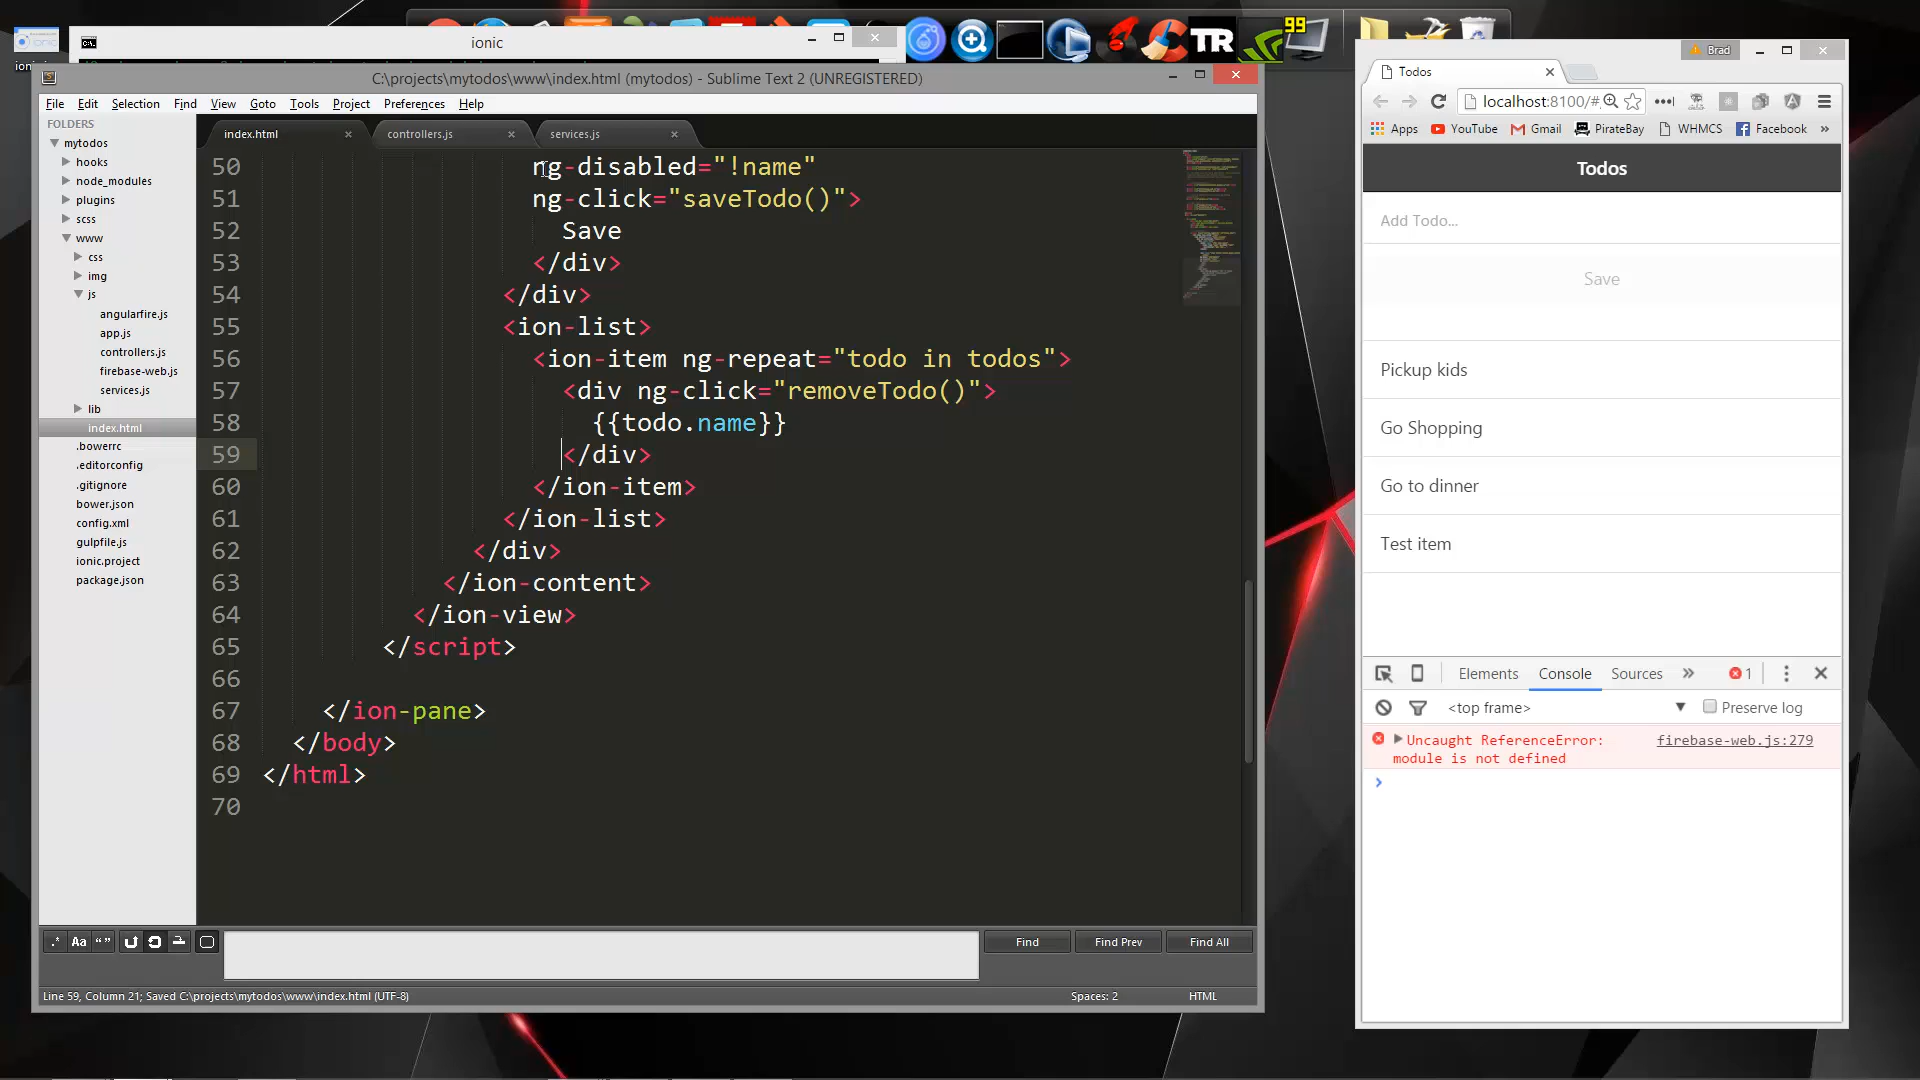 ionic
TR
99
C:\projects\mytodos\www\index.html (mytodos) - Sublime Text 2 (UNREGISTERED)
File Edit Selection Find View Goto Tools Project Preferences Help
FOLDERS
mytodos
hooks
node_modules
plugins
scss
www
css
img
js
angularfire.js
app.js
controllers.js
firebase-web.js
services.js
lib
index.html
.bowerrc
.editorconfig
.gitignore
bower.json
config.xml
gulpfile.js
ionic.project
package.json
index.html controllers.js services.js
50 ng-disabled="!name"
51 ng-click="saveTodo()">
52 Save
53 </div>
54 </div>
55 <ion-list>
56 <ion-item ng-repeat="todo in todos">
57 <div ng-click="removeTodo()">
58 {{todo.name}}
59 </div>
60 </ion-item>
61 </ion-list>
62 </div>
63 </ion-content>
64 </ion-view>
65 </script>
66
67 </ion-pane>
68 </body>
69 </html>
70
.* Aa “” Find Find Prev Find All
Line 59, Column 21; Saved C:\projects\mytodos\www\index.html (UTF-8) Spaces: 2 HTML
Brad
Todos
localhost:8100/#
Apps YouTube Gmail PirateBay WHMCS Facebook »
Todos
Add Todo...
Save
Pickup kids
Go Shopping
Go to dinner
Test item
Elements Console Sources » 1
<top frame> Preserve log
Uncaught ReferenceError: firebase-web.js:279
module is not defined